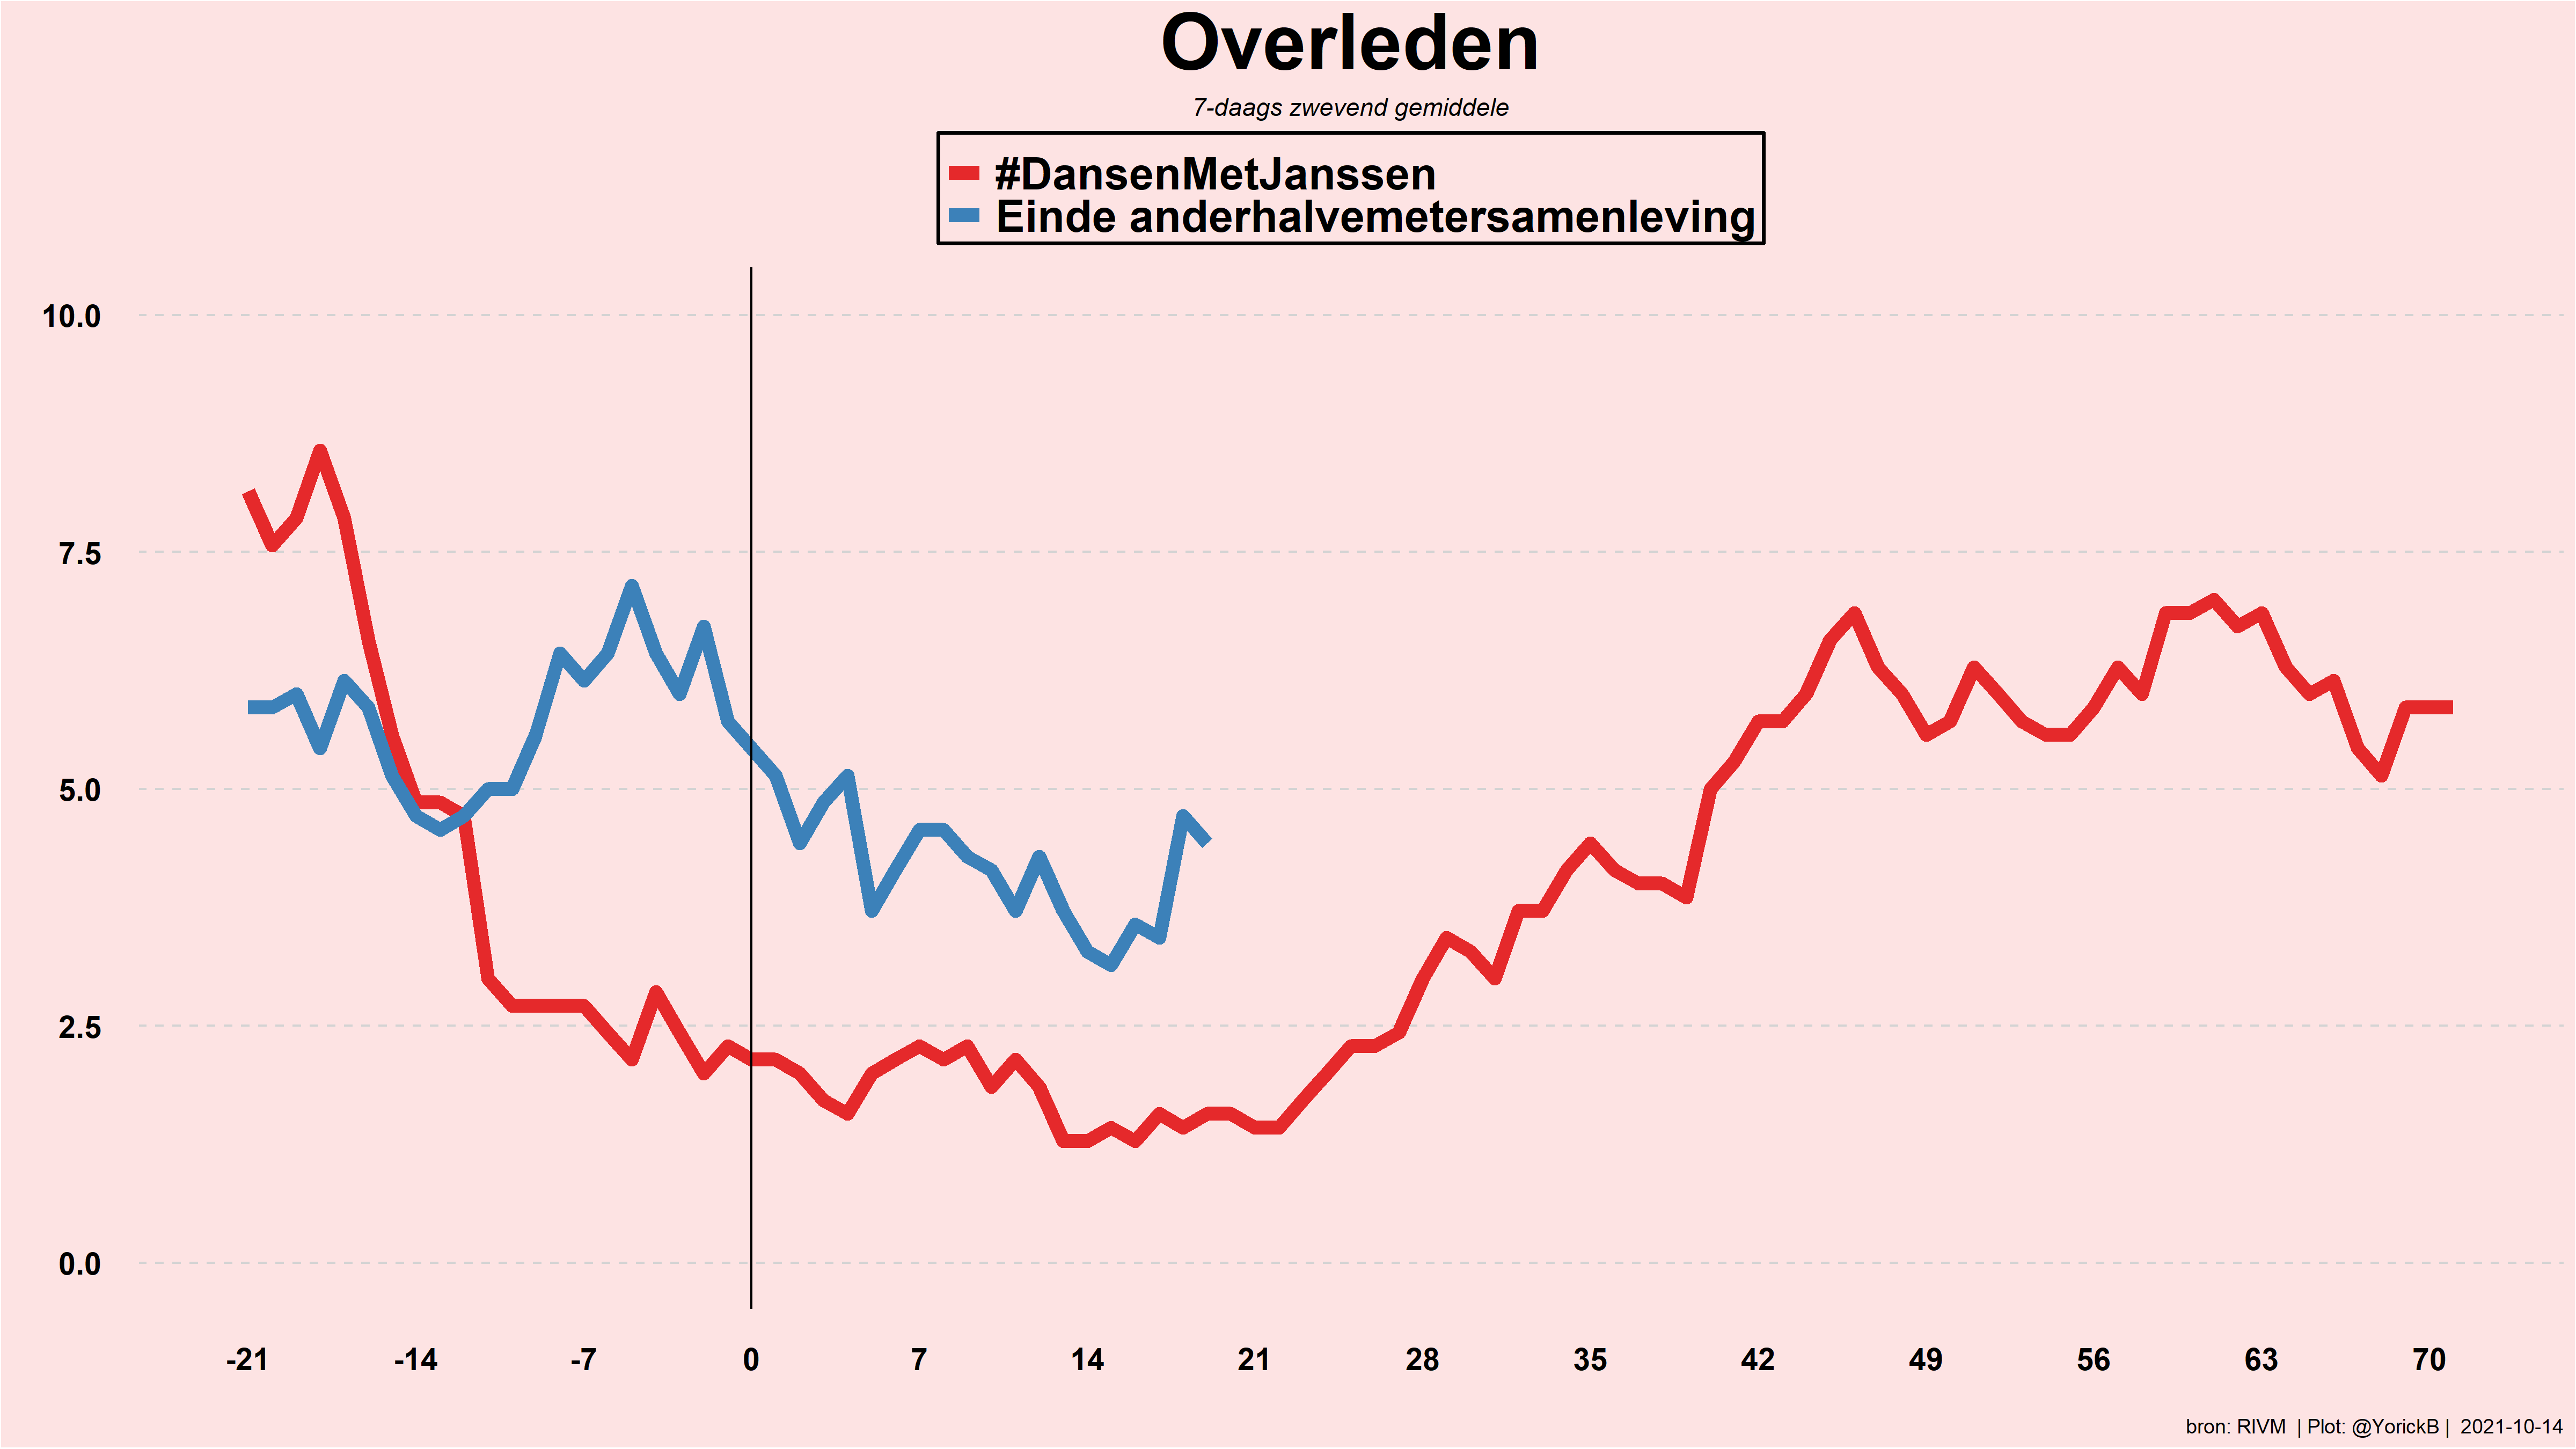 Overleden
7-daags zwevend gemiddele
#DansenMetJanssen
Einde anderhalvemetersamenleving
10.0
7.5
5.0
2.5
0.0
-21 -14 -7 0 7 14 21 28 35 42 49 56 63 70
bron: RIVM | Plot: @YorickB | 2021-10-14